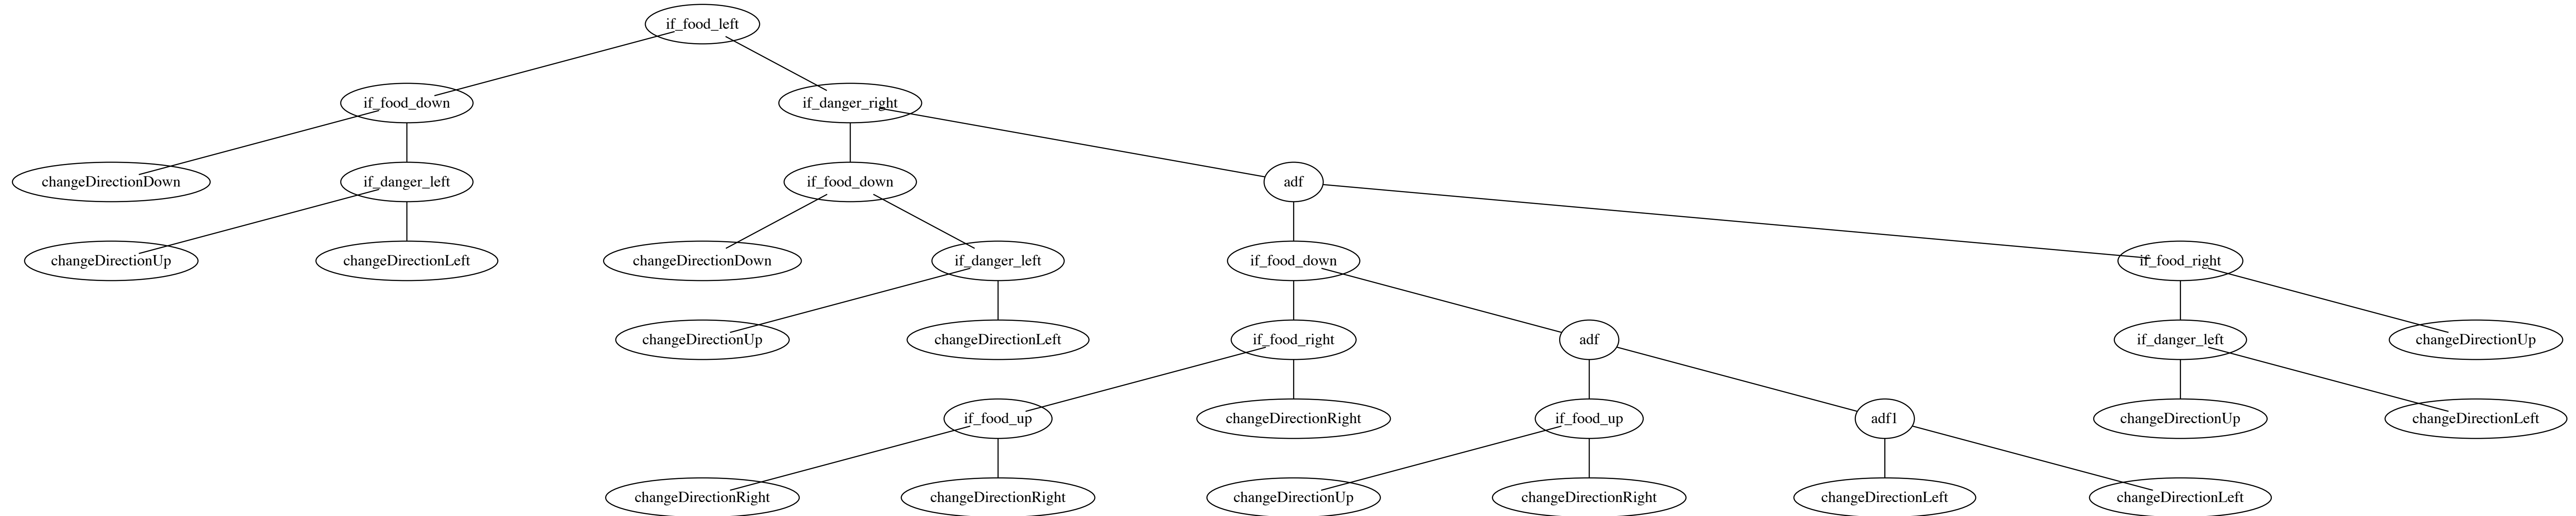 if_food_left
if_food_down
if_danger_right
changeDirectionDown
if_danger_left
if_food_down
adf
changeDirectionUp
changeDirectionLeft
changeDirectionDown
if_danger_left
if_food_down
if_food_right
changeDirectionUp
changeDirectionLeft
if_food_right
adf
if_danger_left
changeDirectionUp
if_food_up
changeDirectionRight
if_food_up
adf1
changeDirectionUp
changeDirectionLeft
changeDirectionRight
changeDirectionRight
changeDirectionUp
changeDirectionRight
changeDirectionLeft
changeDirectionLeft